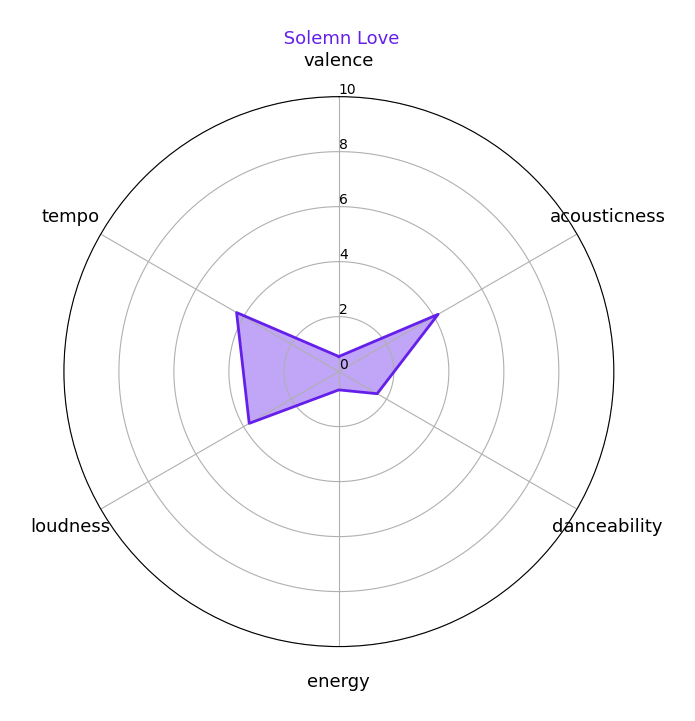 Solemn Love
valence
10
8
6
4
2
0
tempo
acousticness
loudness
danceability
energy